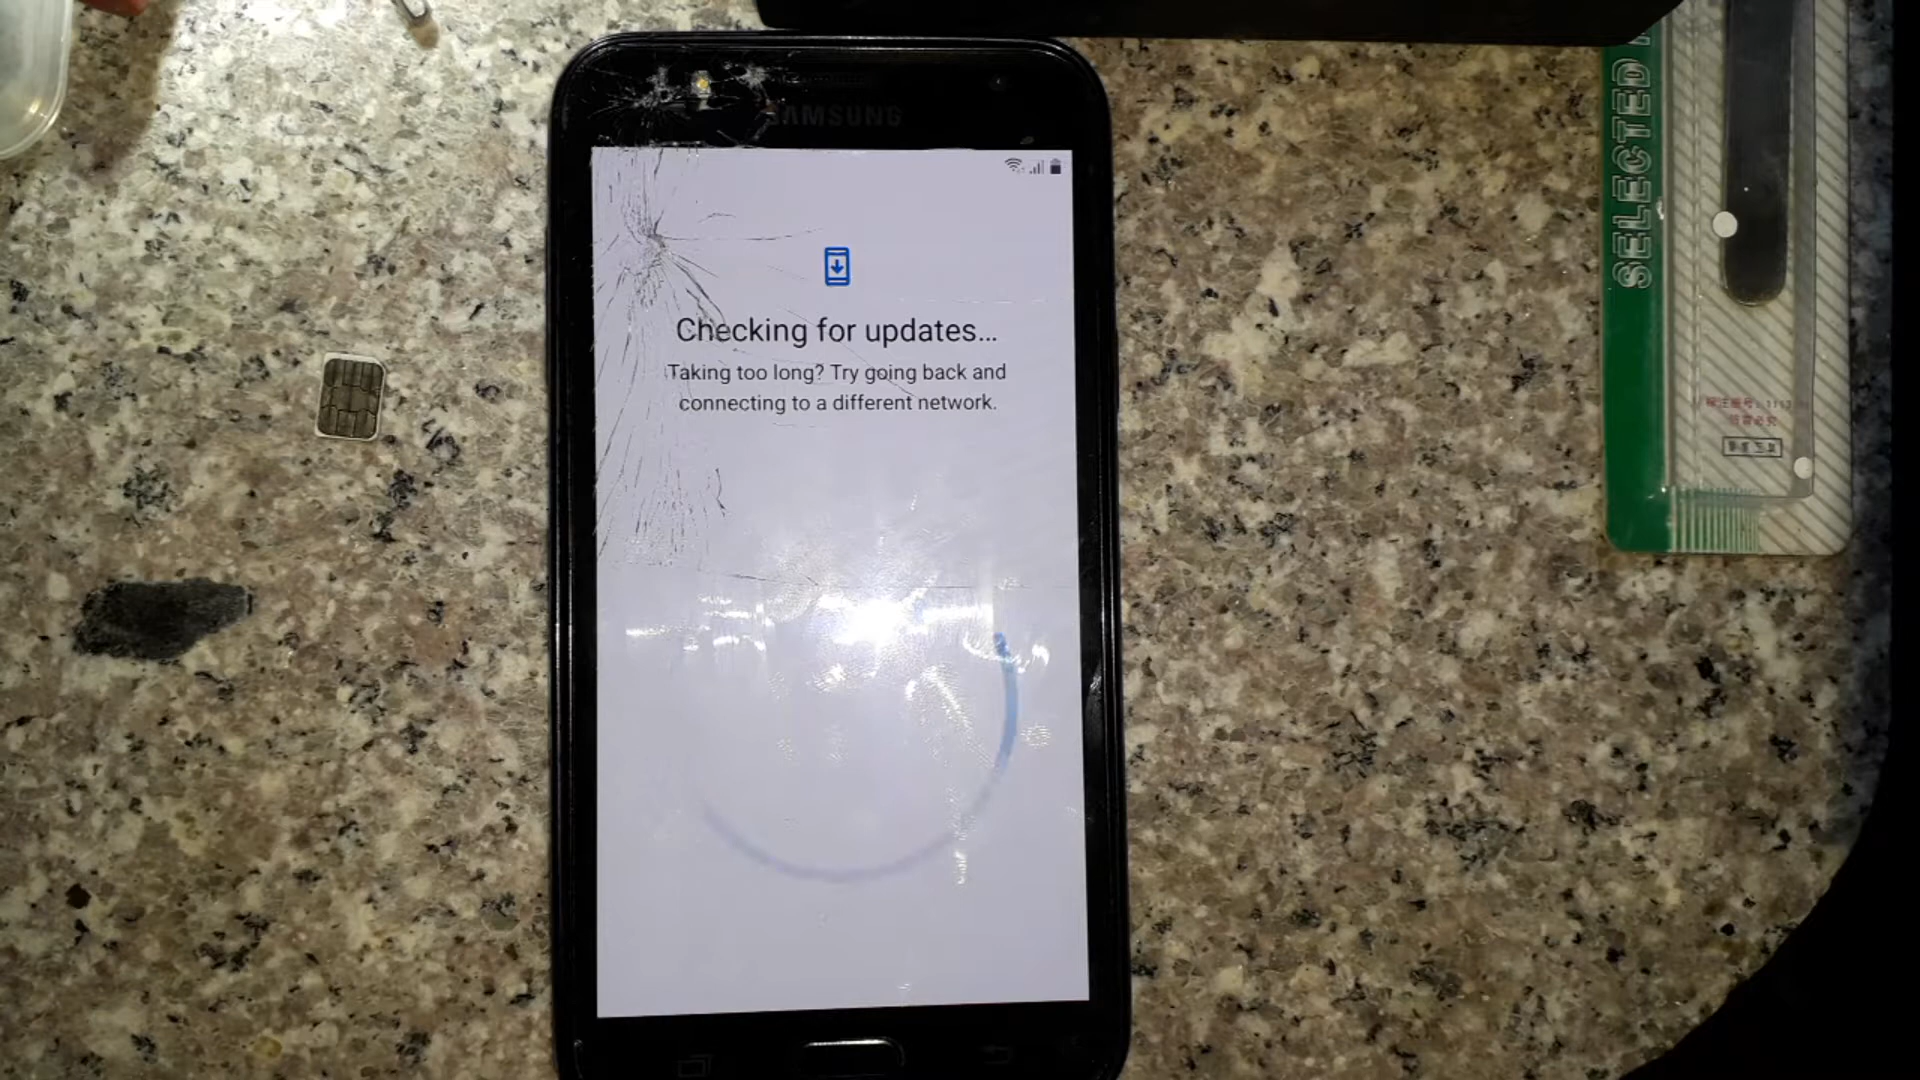 SAMSUNG
Checking for updates...
Taking too long? Try going back and
connecting to a different network.
SELECTED